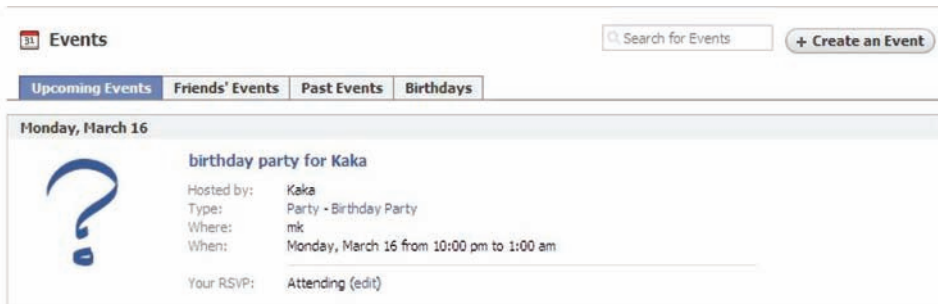 31 Events Search for Events + Create an Event
Upcoming Events Friends' Events Past Events Birthdays
Monday, March 16
?
birthday party for Kaka
Hosted by: Kaka
Type: Party - Birthday Party
Where: mk
When: Monday, March 16 from 10:00 pm to 1:00 am
Your RSVP: Attending (edit)